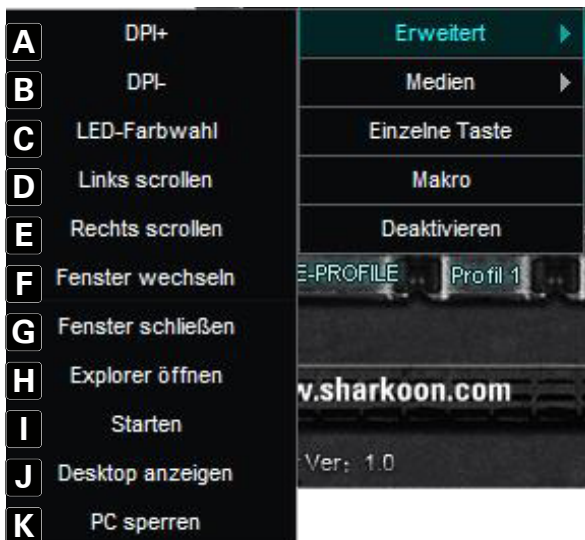 A DPI+ Erweitert
B DPI- Medien
C LED-Farbwahl Einzelne Taste
D Links scrollen Makro
E Rechts scrollen Deaktivieren
F Fenster wechseln E-PROFILE Profil 1
G Fenster schließen
H Explorer öffnen w.sharkoon.com
I Starten
J Desktop anzeigen Ver: 1.0
K PC sperren